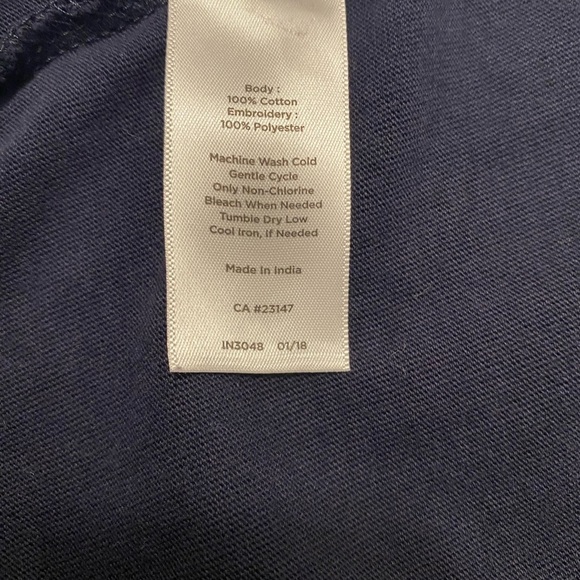 Body :
100% Cotton
Embroidery :
100% Polyester
Machine Wash Cold
Gentle Cycle
Only Non-Chlorine
Bleach When Needed
Tumble Dry Low
Cool Iron, If Needed
Made In India
CA #23147
IN3048 01/18